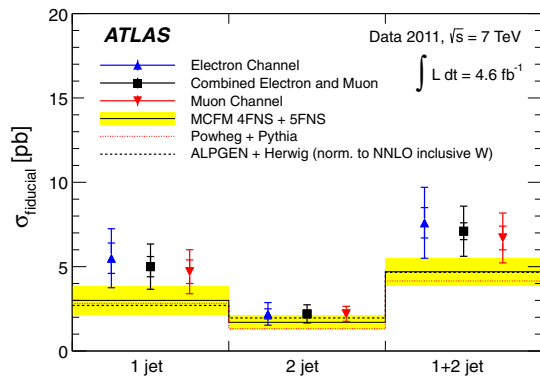 ATLAS
Data 2011, √s = 7 TeV
∫ L dt = 4.6 fb⁻¹
Electron Channel
Combined Electron and Muon
Muon Channel
MCFM 4FNS + 5FNS
Powheg + Pythia
ALPGEN + Herwig (norm. to NNLO inclusive W)
σfiducial [pb]
20
15
10
5
0
1 jet 2 jet 1+2 jet